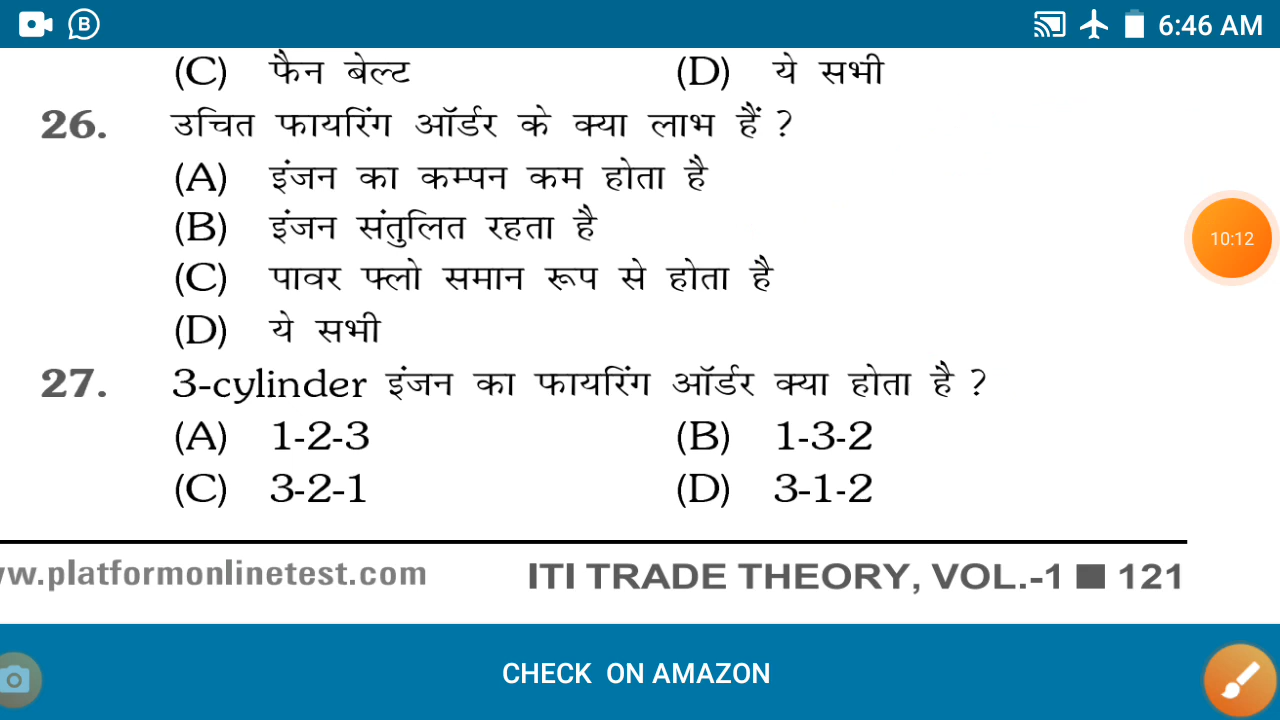 B 6:46 AM
(C) फैन बेल्ट (D) ये सभी
26. उचित फायरिंग ऑर्डर के क्या लाभ हैं ?
(A) इंजन का कम्पन कम होता है
(B) इंजन संतुलित रहता है
(C) पावर फ्लो समान रूप से होता है
10:12
(D) ये सभी
27. 3-cylinder इंजन का फायरिंग ऑर्डर क्या होता है ?
(A) 1-2-3 (B) 1-3-2
(C) 3-2-1 (D) 3-1-2
w.platformonlinetest.com ITI TRADE THEORY, VOL.-1 ■ 121
CHECK ON AMAZON